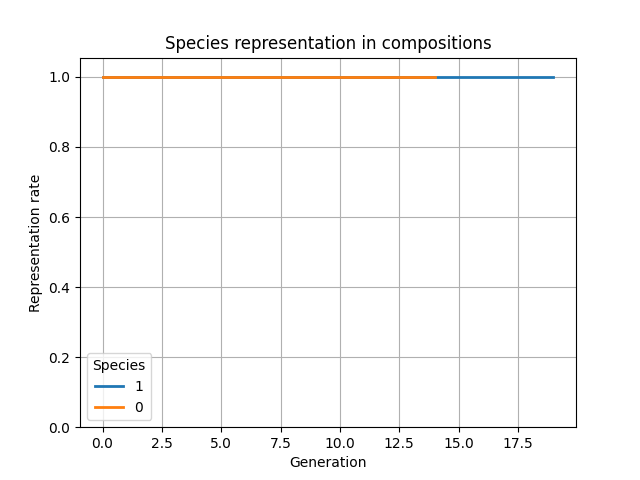 Species representation in compositions
Representation rate
1.0
0.8
0.6
0.4
0.2
0.0
Species
1
0
0.0 2.5 5.0 7.5 10.0 12.5 15.0 17.5
Generation